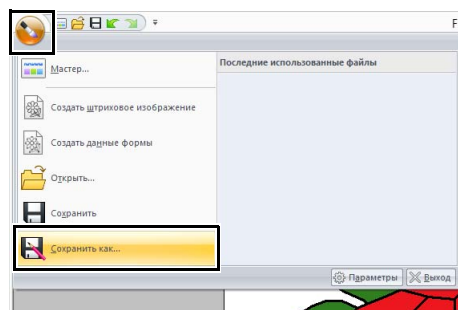 F
Мастер...
Последние использованные файлы
Создать штриховое изображение
Создать данные формы
Открыть...
Сохранить
Сохранить как...
Параметры
Выход